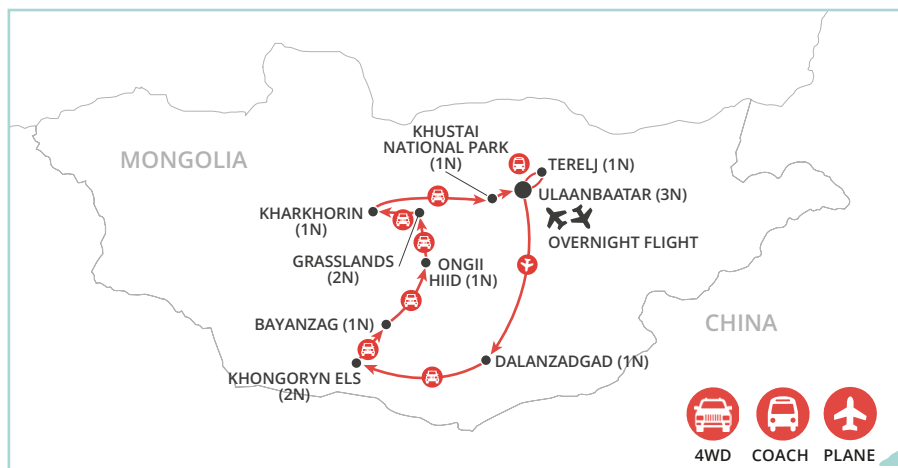 MONGOLIA
KHUSTAI
NATIONAL PARK
(1N)
TERELJ (1N)
ULAANBAATAR (3N)
OVERNIGHT FLIGHT
KHARKHORIN
(1N)
GRASSLANDS
(2N)
ONGII
HIID (1N)
BAYANZAG (1N)
CHINA
DALANZADGAD (1N)
KHONGORYN ELS
(2N)
4WD COACH PLANE